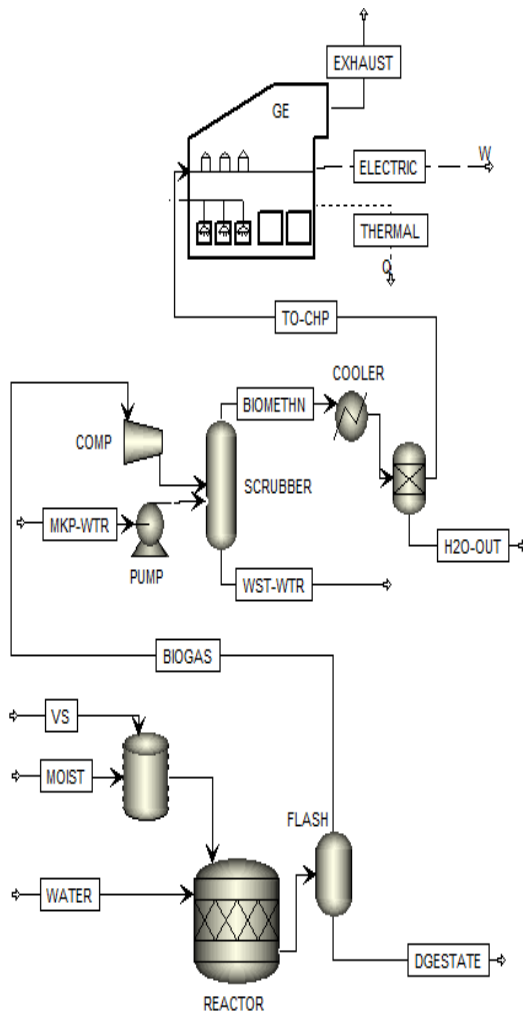 EXHAUST
GE
ELECTRIC
W
THERMAL
Q
TO-CHP
COOLER
BIOMETHN
COMP
SCRUBBER
MKP-WTR
PUMP
H2O-OUT
WST-WTR
BIOGAS
VS
MOIST
FLASH
WATER
DGESTATE
REACTOR